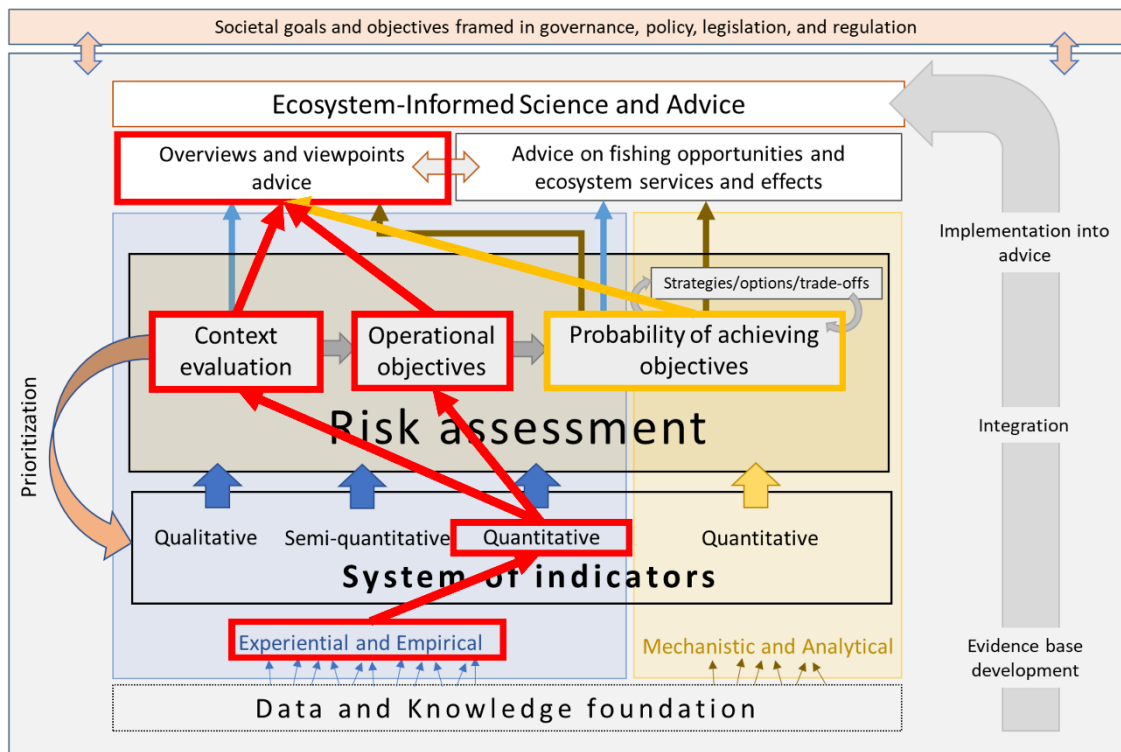 Societal goals and objectives framed in governance, policy, legislation, and regulation
Ecosystem-Informed Science and Advice
Overviews and viewpoints
advice
Advice on fishing opportunities and
ecosystem services and effects
Implementation into
advice
Strategies/options/trade-offs
Context
evaluation
Operational
objectives
Probability of achieving
objectives
Risk assessment
Integration
Prioritization
Qualitative
Semi-quantitative
Quantitative
Quantitative
System of indicators
Experiential and Empirical
Mechanistic and Analytical
Evidence base
development
Data and Knowledge foundation